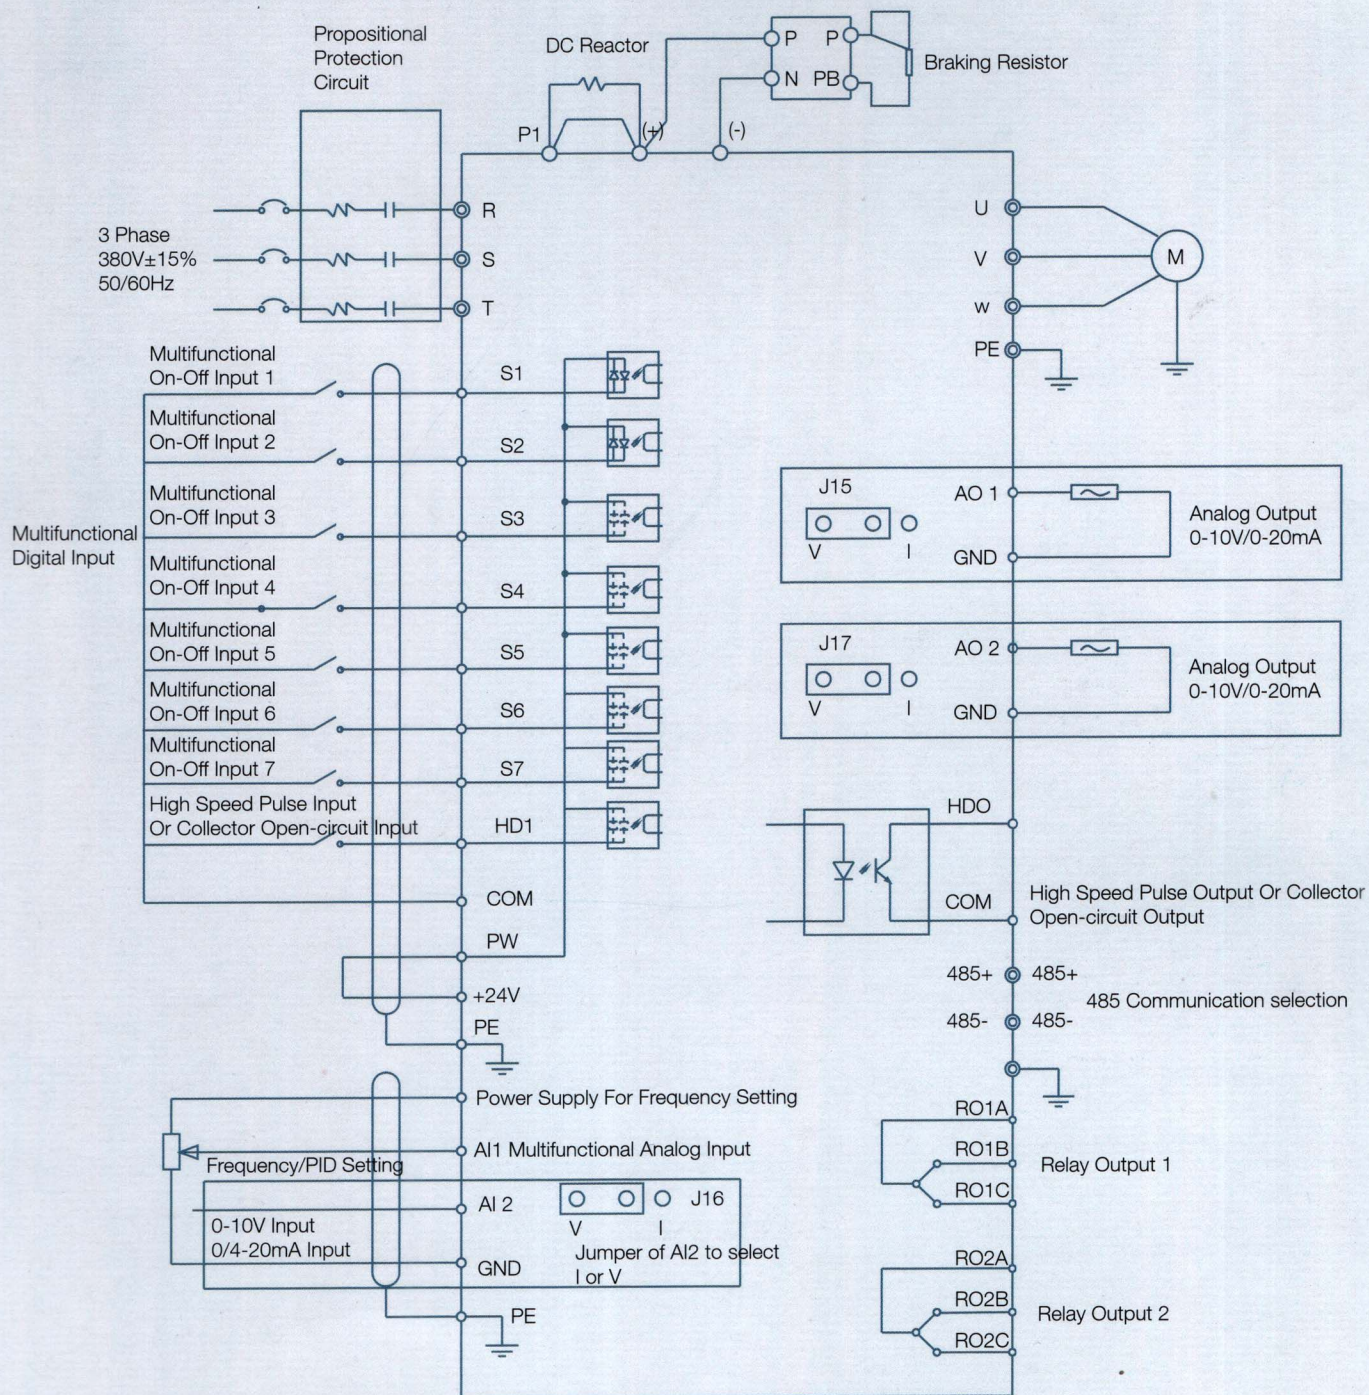 Propositional
Protection
Circuit
DC Reactor
P P
N PB
Braking Resistor
P1
(+)
(-)
3 Phase
380V±15%
50/60Hz
R
S
T
U
V
w
PE
M
Multifunctional Digital Input
Multifunctional
On-Off Input 1
S1
Multifunctional
On-Off Input 2
S2
Multifunctional
On-Off Input 3
S3
Multifunctional
On-Off Input 4
S4
Multifunctional
On-Off Input 5
S5
Multifunctional
On-Off Input 6
S6
Multifunctional
On-Off Input 7
S7
High Speed Pulse Input
Or Collector Open-circuit Input
HD1
COM
PW
+24V
PE
Power Supply For Frequency Setting
AI1 Multifunctional Analog Input
Frequency/PID Setting
AI 2
J16
V I
0-10V Input
0/4-20mA Input
Jumper of AI2 to select
I or V
GND
PE
J15
V I
AO 1
GND
Analog Output
0-10V/0-20mA
J17
V I
AO 2
GND
Analog Output
0-10V/0-20mA
HDO
COM
High Speed Pulse Output Or Collector
Open-circuit Output
485+ 485+
485 Communication selection
485- 485-
RO1A
RO1B
RO1C
Relay Output 1
RO2A
RO2B
RO2C
Relay Output 2